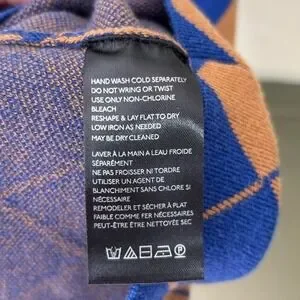 HAND WASH COLD SEPARATELY
DO NOT WRING OR TWIST
USE ONLY NON-CHLORINE
BLEACH
RESHAPE & LAY FLAT TO DRY
LOW IRON AS NEEDED
MAY BE DRY CLEANED
LAVER À LA MAIN A LEAU FROIDE
SÉPARÉMENT
NE PAS FROISSER NI TORDRE
UTILISER UN AGENT DE
BLANCHIMENT SANS CHLORE SI
NÉCESSAIRE
REMODELER ET SÉCHER À PLAT
FAIBLE COMME FER NÉCESSAIRES
PEUT-ÊTRE ÊTRE NETTOYÉE SEC
P